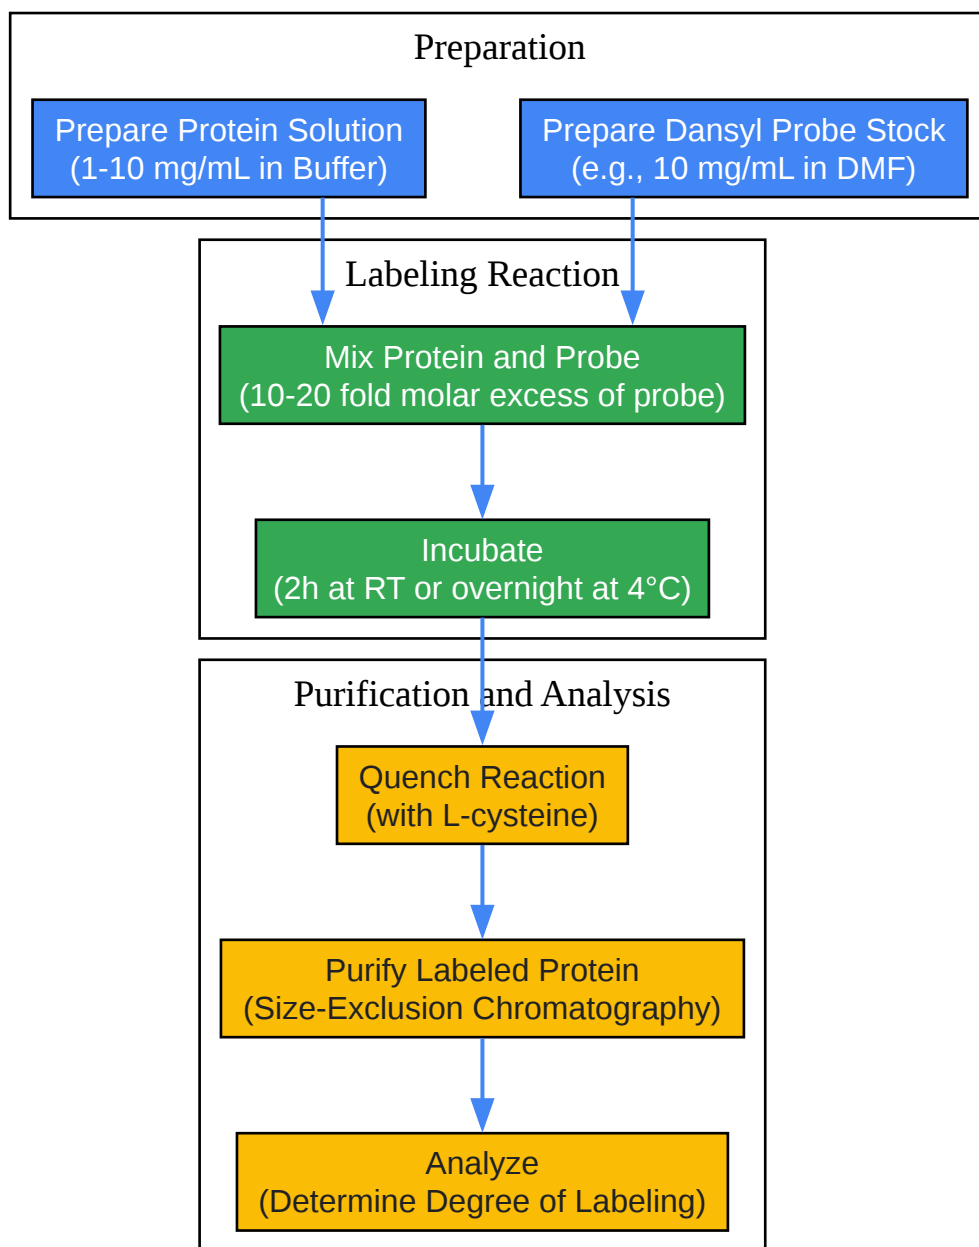 Preparation
Prepare Protein Solution
(1-10 mg/mL in Buffer)
Prepare Dansyl Probe Stock
(e.g., 10 mg/mL in DMF)
Labeling Reaction
Mix Protein and Probe
(10-20 fold molar excess of probe)
Incubate
(2h at RT or overnight at 4°C)
Purification and Analysis
Quench Reaction
(with L-cysteine)
Purify Labeled Protein
(Size-Exclusion Chromatography)
Analyze
(Determine Degree of Labeling)